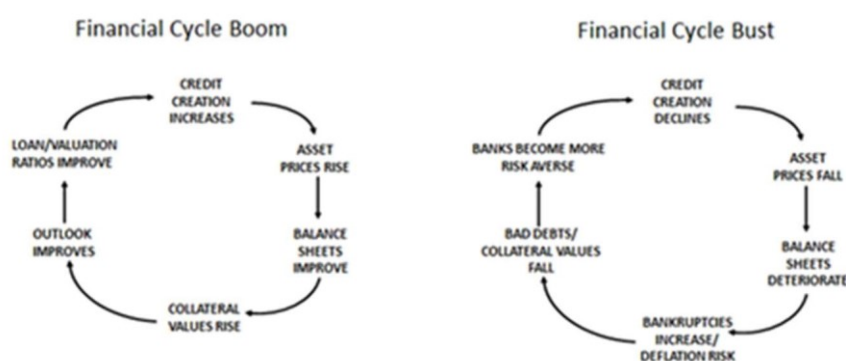 Financial Cycle Boom
CREDIT
CREATION
INCREASES
ASSET
PRICES RISE
BALANCE
SHEETS
IMPROVE
COLLATERAL
VALUES RISE
OUTLOOK
IMPROVES
LOAN/VALUATION
RATIOS IMPROVE
Financial Cycle Bust
CREDIT
CREATION
DECLINES
ASSET
PRICES FALL
BALANCE
SHEETS
DETERIORATE
BANKRUPTCIES
INCREASE/
DEFLATION RISK
BAD DEBTS/
COLLATERAL VALUES
FALL
BANKS BECOME MORE
RISK AVERSE